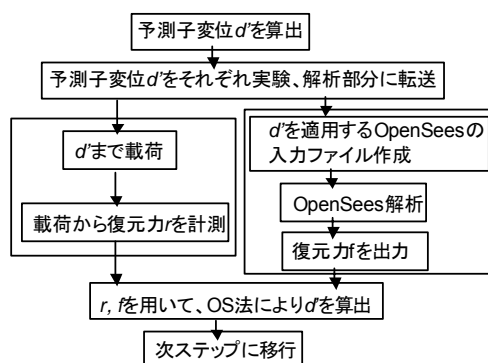 予測子変位d'を算出
予測子変位d'をそれぞれ実験、解析部分に転送
d'まで載荷
載荷から復元力rを計測
d'を適用するOpenSeesの
入力ファイル作成
OpenSees解析
復元力fを出力
r, fを用いて、OS法によりd'を算出
次ステップに移行